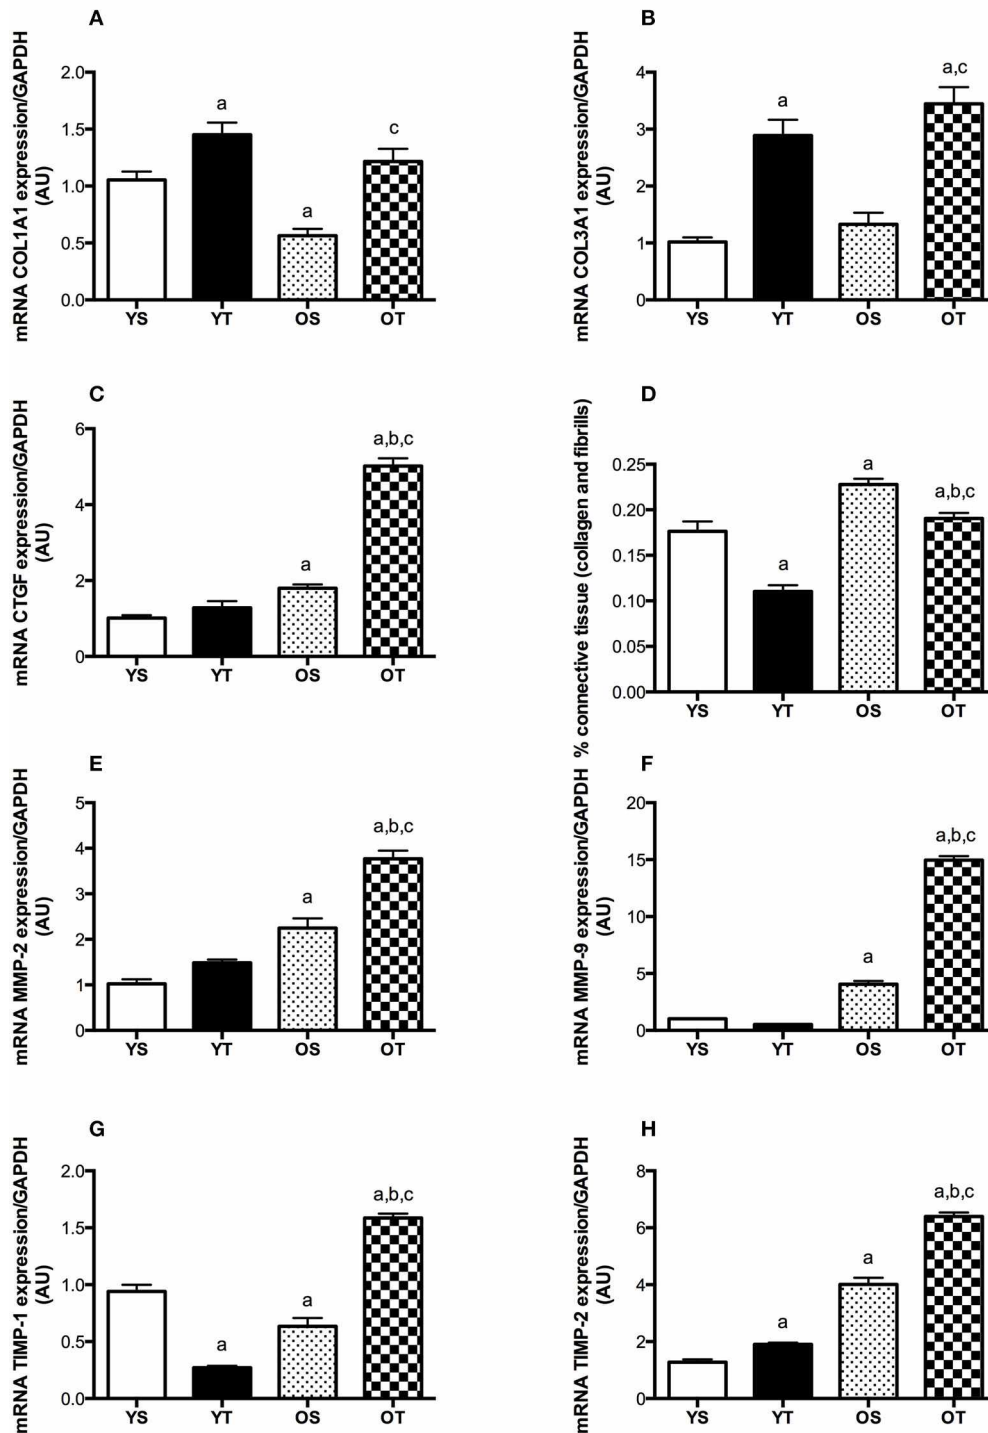 A
mRNA COL1A1 expression/GAPDH
(AU)
2.0
1.5
1.0
0.5
0.0
a
a
c
YS YT OS OT
B
mRNA COL3A1 expression/GAPDH
(AU)
4
3
2
1
0
a
a,c
YS YT OS OT
C
mRNA CTGF expression/GAPDH
(AU)
6
4
2
0
a
a,b,c
YS YT OS OT
D
% connective tissue (collagen and fibrills)
0.25
0.20
0.15
0.10
0.05
0.00
a
a
a,b,c
YS YT OS OT
E
mRNA MMP-2 expression/GAPDH
(AU)
5
4
3
2
1
0
a
a,b,c
YS YT OS OT
F
mRNA MMP-9 expression/GAPDH
(AU)
20
15
10
5
0
a
a,b,c
YS YT OS OT
G
mRNA TIMP-1 expression/GAPDH
(AU)
2.0
1.5
1.0
0.5
0.0
a
a
a,b,c
YS YT OS OT
H
mRNA TIMP-2 expression/GAPDH
(AU)
8
6
4
2
0
a
a
a,b,c
YS YT OS OT